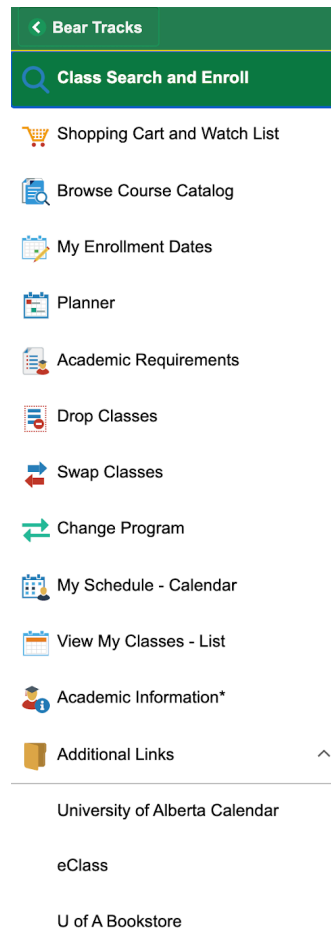 Bear Tracks
Class Search and Enroll
Shopping Cart and Watch List
Browse Course Catalog
My Enrollment Dates
Planner
Academic Requirements
Drop Classes
Swap Classes
Change Program
My Schedule - Calendar
View My Classes - List
Academic Information*
Additional Links
University of Alberta Calendar
eClass
U of A Bookstore